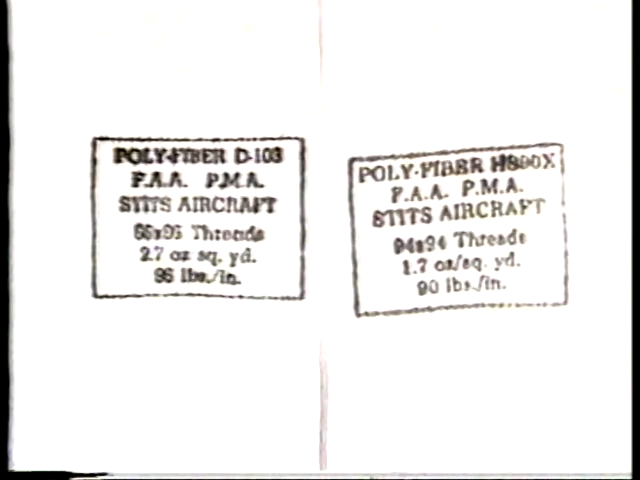 POLY-FIBER D-103
F.A.A. P.M.A.
STITS AIRCRAFT
Threads
2.7 oz sq. yd.
lbs./in.
POLY-FIBER
F.A.A. P.M.A.
STITS AIRCRAFT
94x94 Threads
1.7 oz/sq. yd.
90 lbs./in.